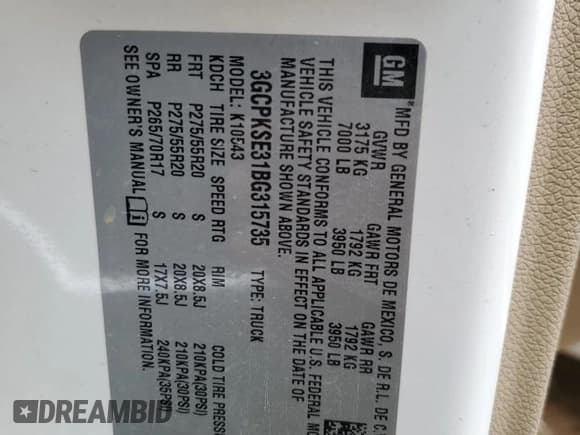 GM
MFD BY GENERAL MOTORS DE MEXICO, S. DE R.L. DE C.
GVWR GAWR FRT GAWR RR
3175 KG 1792 KG 1792 KG
7000 LB 3950 LB 3950 LB
THIS VEHICLE CONFORMS TO ALL APPLICABLE U.S. FEDERAL
VEHICLE SAFETY STANDARDS IN EFFECT ON THE DATE OF
MANUFACTURE SHOWN ABOVE.
3GCPKSE31BG315735 TYPE: TRUCK
MODEL: K10543
KDCH TIRE SIZE SPEED RTG RIM COLD TIRE PRESS
FRT P275/55R20 S 20X8.5J 210KPA(30PSI)
RR P275/55R20 S 20X8.5J 210KPA(30PSI)
SPA P265/70R17 S 17X7.5J 240KPA(35PSI)
SEE OWNER'S MANUAL FOR MORE INFORMATION.
DREAMBID